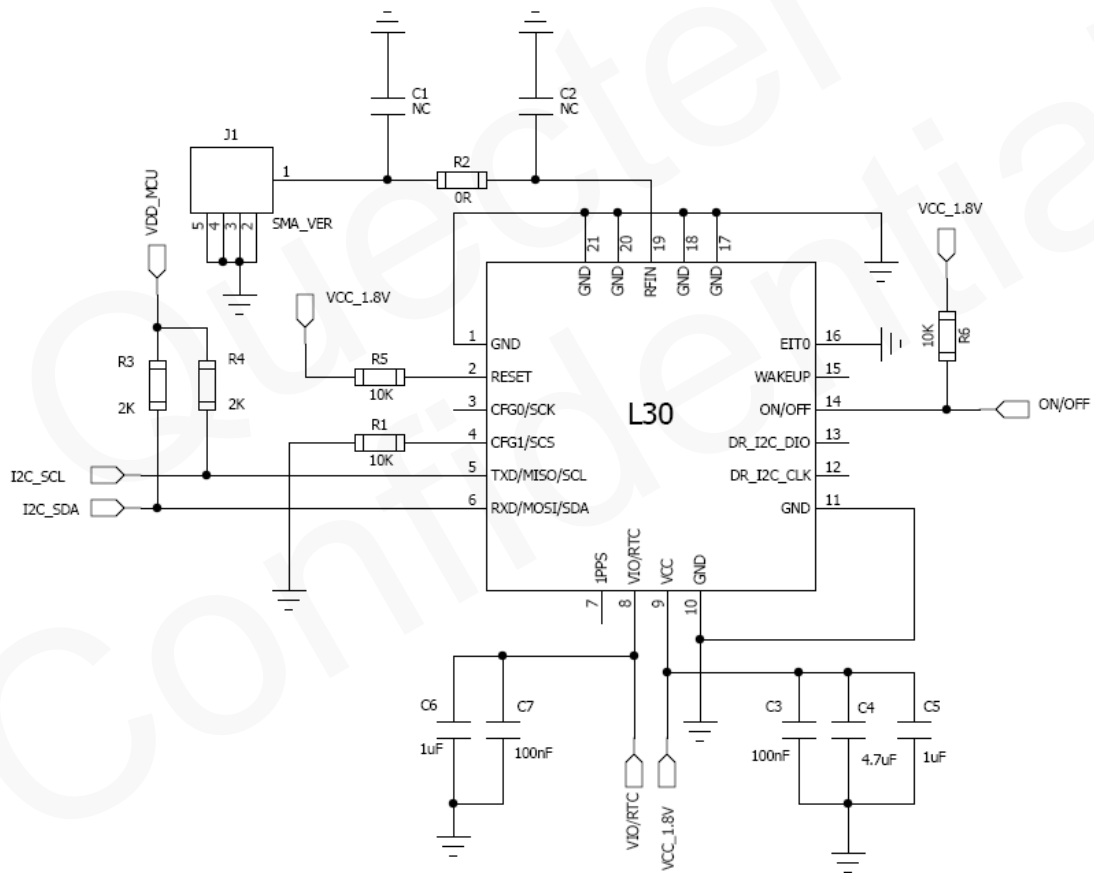 Quectel
Confidential
C1
NC
C2
NC
J1
1
R2
0R
5
4
3
2
SMA_VER
VDD_MCU
VCC_1.8V
VCC_1.8V
21
20
19
18
17
GND
GND
RFIN
GND
GND
R3
2K
R4
2K
R5
10K
R1
10K
10K
R6
1
GND
2
RESET
3
CFG0/SCK
4
CFG1/SCS
5
TXD/MISO/SCL
6
RXD/MOSI/SDA
L30
EIT0
16
WAKEUP
15
ON/OFF
14
DR_I2C_DIO
13
DR_I2C_CLK
12
GND
11
ON/OFF
I2C_SCL
I2C_SDA
1PPS
VIO/RTC
VCC
GND
7
8
9
10
C6
1uF
C7
100nF
C3
100nF
C4
4.7uF
C5
1uF
VIO/RTC
VCC_1.8V